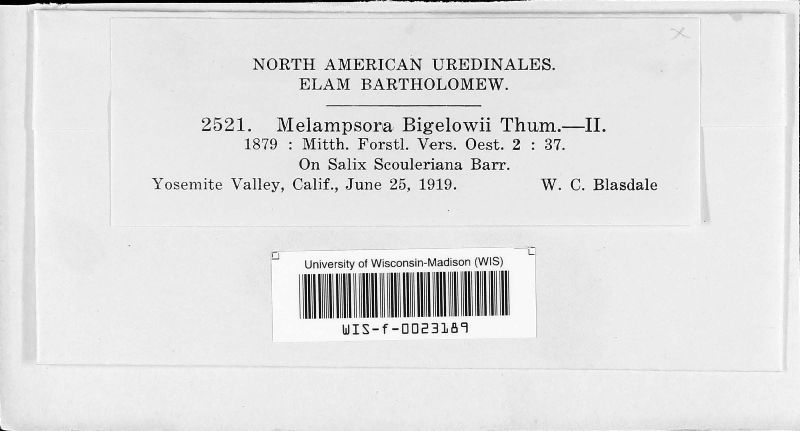 NORTH AMERICAN UREDINALES.
ELAM BARTHOLOMEW.
2521. Melampsora Bigelowii Thum.—II.
1879 : Mitth. Forstl. Vers. Oest. 2 : 37.
On Salix Scouleriana Barr.
Yosemite Valley, Calif., June 25, 1919. W. C. Blasdale
University of Wisconsin-Madison (WIS)
WIS-f-0023189